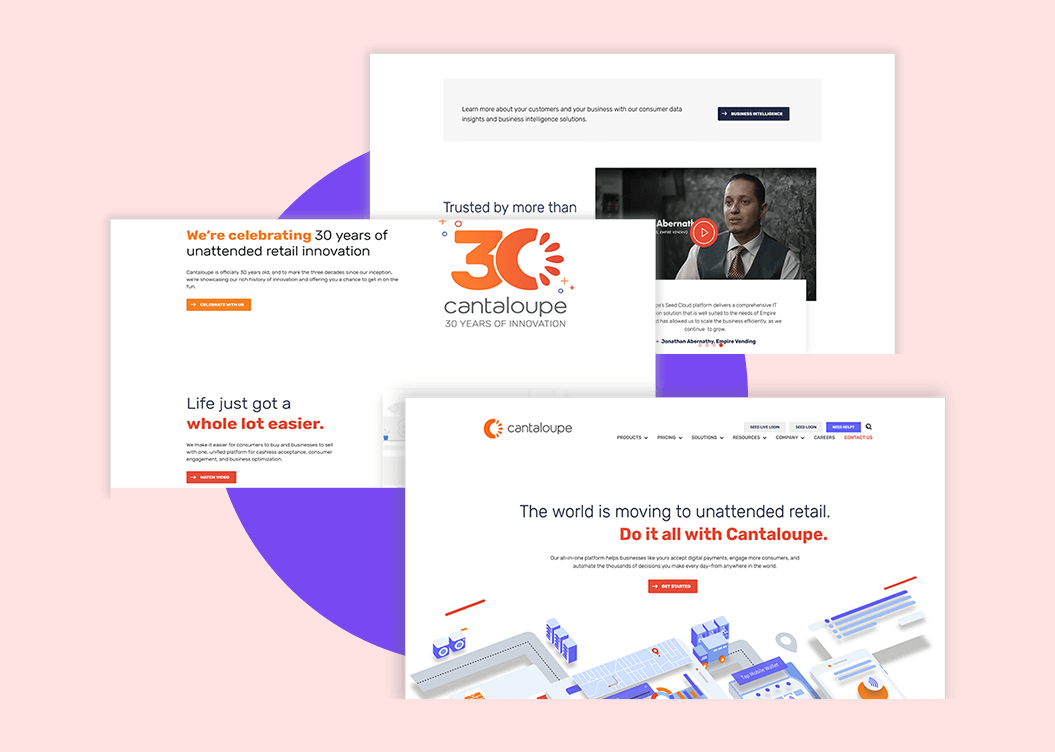 Learn more about your customers and your business with our consumer data
insights and business intelligence solutions.
BUSINESS INTELLIGENCE
Trusted by more than
Abernath
EMPIRE VENDING
Seed Cloud platform delivers a comprehensive IT
solution that is well suited to the needs of Empire
has allowed us to scale the business efficiently, as we
continue to grow.
– Jonathan Abernathy, Empire Vending
We're celebrating 30 years of
unattended retail innovation
Cantaloupe is officially 30 years old, and to mark the three decades since our inception,
we're showcasing our rich history of innovation and offering you a chance to get in on the
fun.
CELEBRATE WITH US
30
cantaloupe
30 YEARS OF INNOVATION
Life just got a
whole lot easier.
We make it easier for consumers to buy and businesses to sell
with one, unified platform for cashless acceptance, consumer
engagement, and business optimization.
WATCH VIDEO
cantaloupe
SEED LIVE LOGIN
SEED LOGIN
NEED HELP?
PRODUCTS
PRICING
SOLUTIONS
RESOURCES
COMPANY
CAREERS
CONTACT US
The world is moving to unattended retail.
Do it all with Cantaloupe.
Our all-in-one platform helps businesses like yours accept digital payments, engage more consumers, and
automate the thousands of decisions you make every day–from anywhere in the world.
GET STARTED
Tap Mobile Wallet